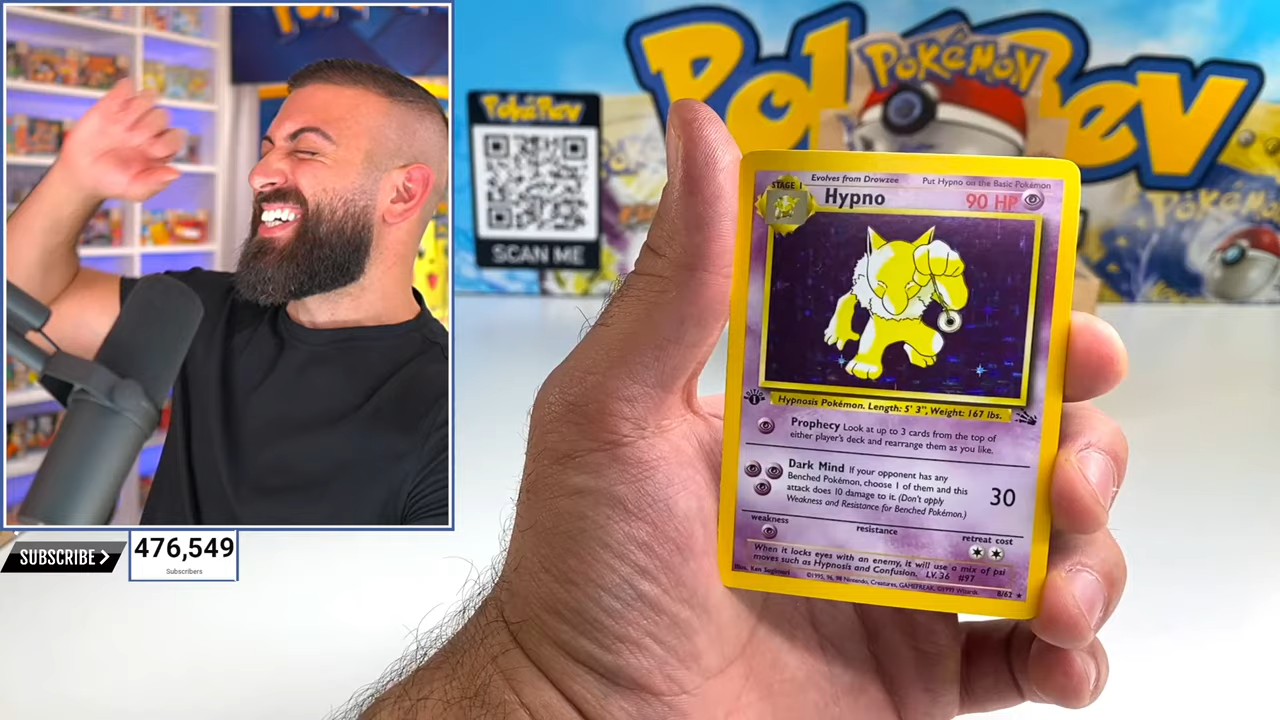 PokéRev
SCAN ME
PokéRev
POKéMON
STAGE 1
Evolves from Drowzee
Put Hypno on the Basic Pokémon
Hypno
90 HP
EDITION
1
Hypnosis Pokémon. Length: 5' 3", Weight: 167 lbs.
Prophecy Look at up to 3 cards from the top of
either player's deck and rearrange them as you like.
Dark Mind If your opponent has any
Benched Pokémon, choose 1 of them and this
attack does 10 damage to it. (Don't apply
Weakness and Resistance for Benched Pokémon.)
30
weakness
resistance
retreat cost
When it locks eyes with an enemy, it will use a mix of psi
moves such as Hypnosis and Confusion. LV. 36 #97
Illus. Ken Sugimori
©1995, 96, 98 Nintendo, Creatures, GAMEFREAK. ©1999 Wizards.
8/62
SUBSCRIBE
476,549
Subscribers